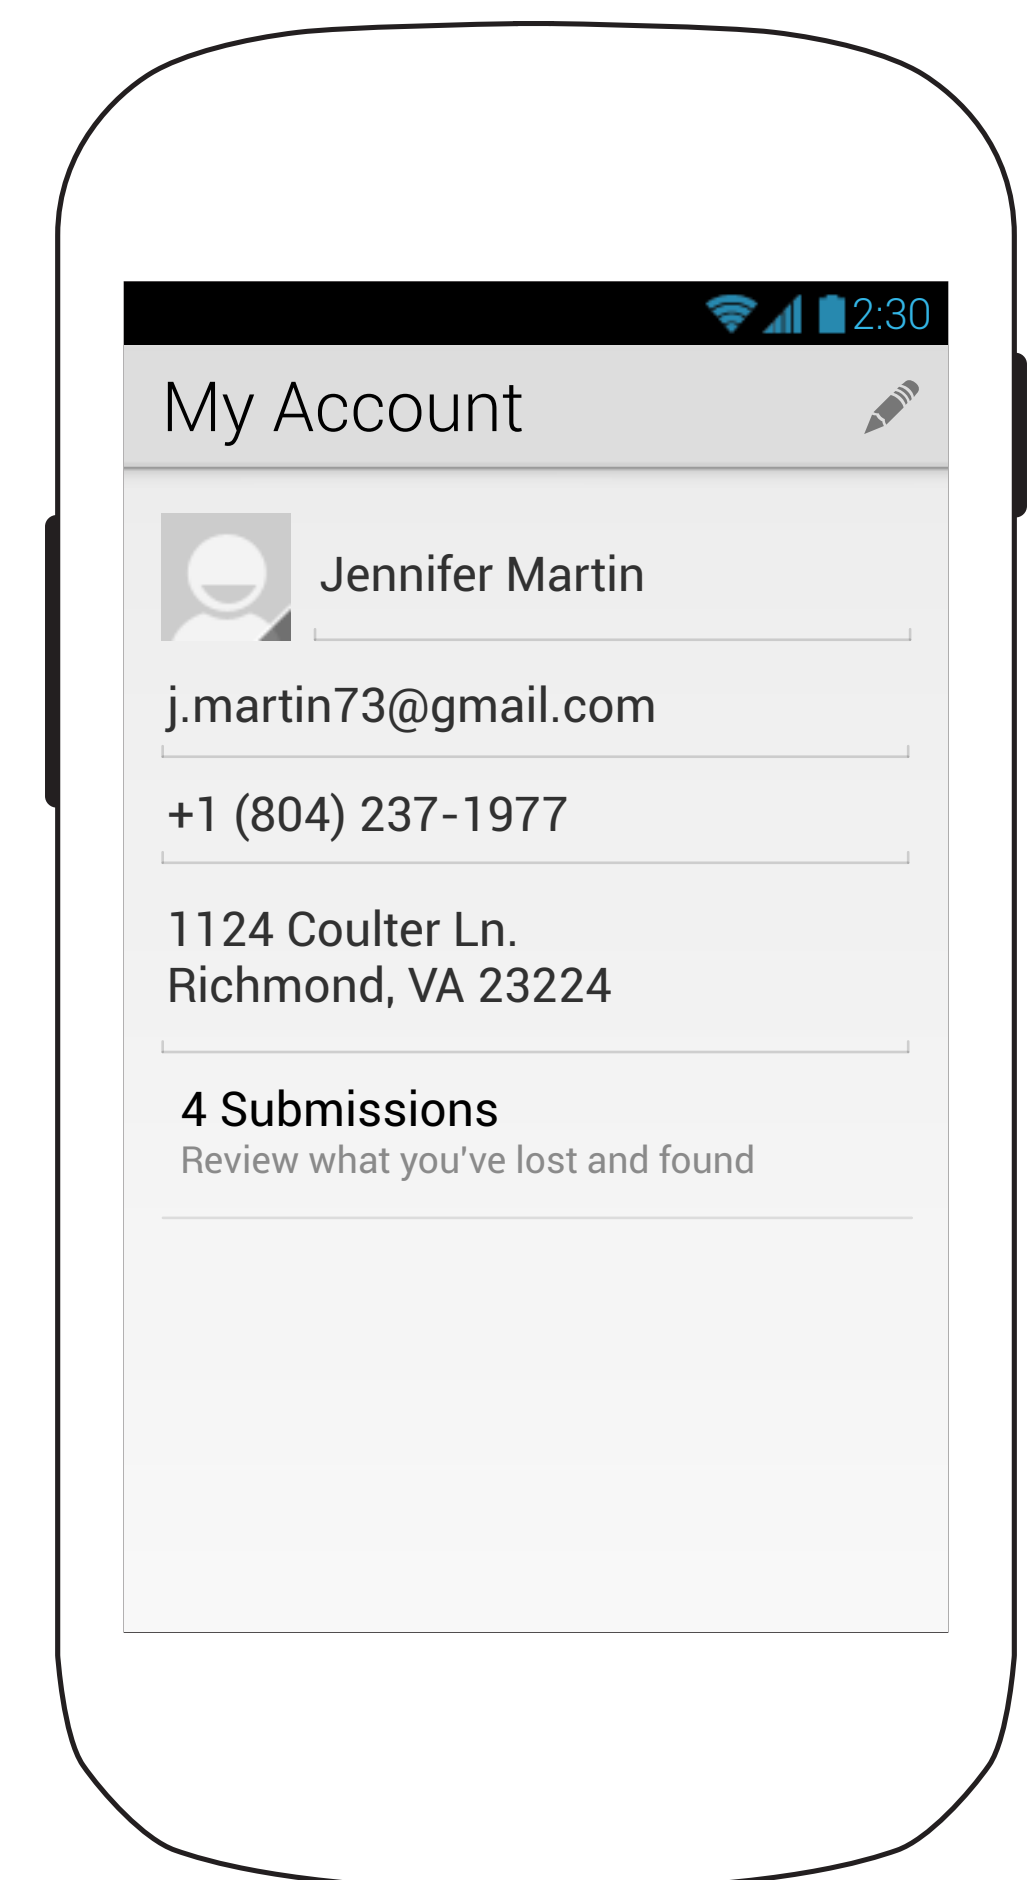 2:30
My Account
Jennifer Martin
j.martin73@gmail.com
+1 (804) 237-1977
1124 Coulter Ln.
Richmond, VA 23224
4 Submissions
Review what you've lost and found